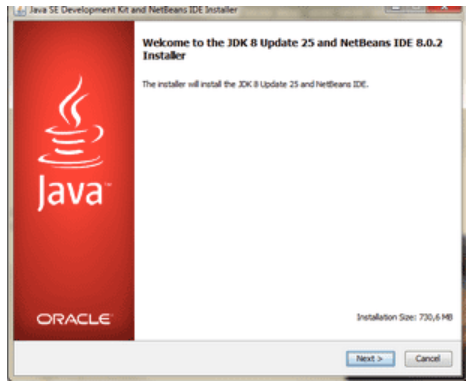 Java SE Development Kit and NetBeans IDE Installer
Welcome to the JDK 8 Update 25 and NetBeans IDE 8.0.2
Installer
The installer will install the JDK 8 Update 25 and NetBeans IDE.
Java™
ORACLE
Installation Size: 730,6 MB
Next >
Cancel